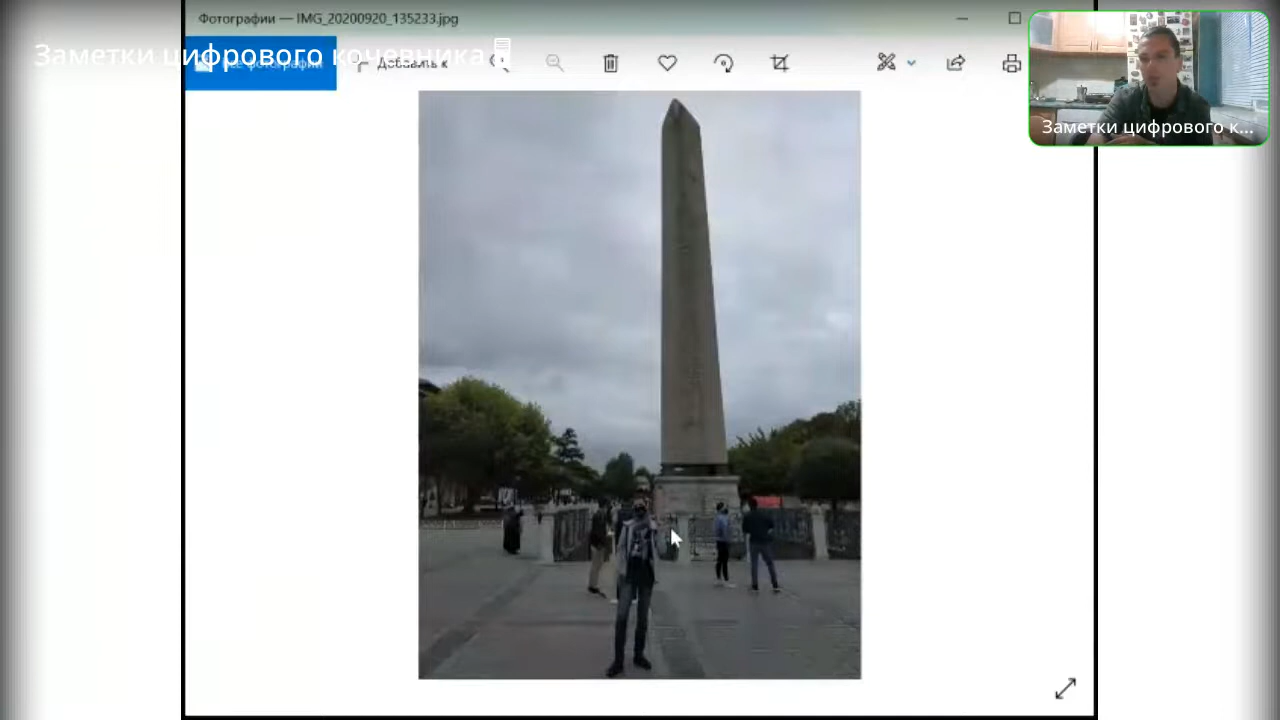 Фотографии — IMG_20200920_135233.jpg
Заметки цифрового кочевника
Добавить к
Заметки цифрового к...